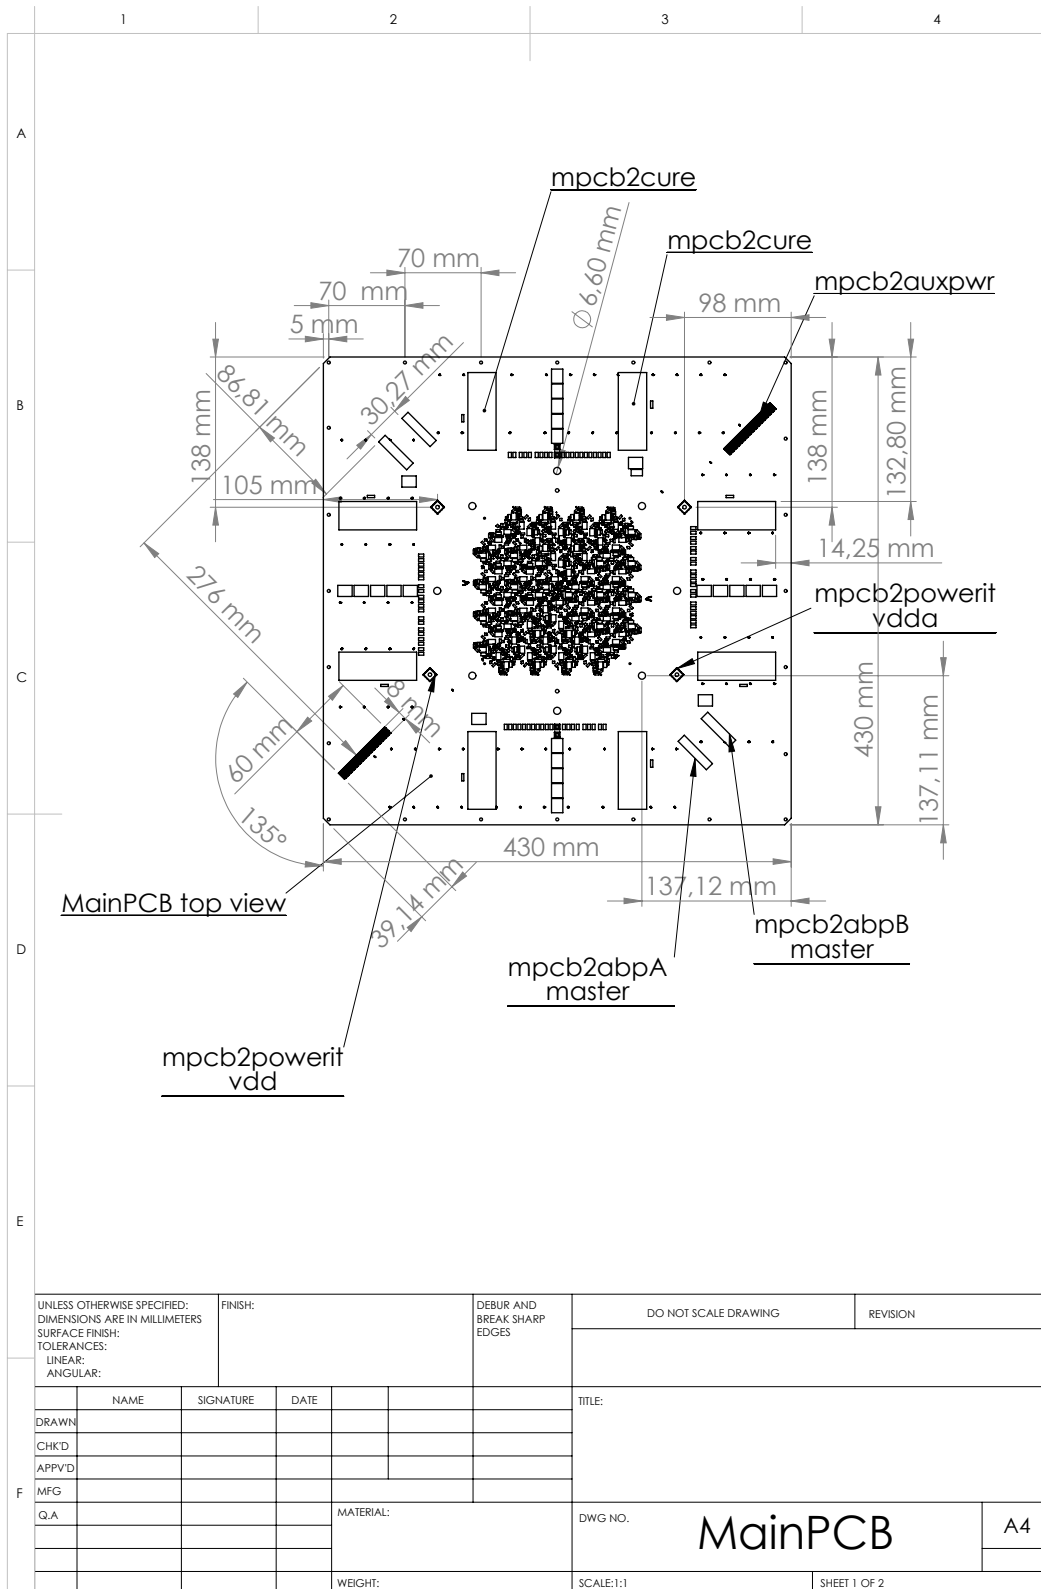 1 2 3 4
A
mpcb2cure
mpcb2cure
mpcb2auxpwr
70 mm
∅ 6,60 mm
70 mm
98 mm
5 mm
B
138 mm
86,81 mm
30,27 mm
138 mm
132,80 mm
105 mm
14,25 mm
276 mm
mpcb2powerit
vdda
C
8 mm
60 mm
430 mm
137,11 mm
135°
430 mm
137,12 mm
39,14 mm
MainPCB top view
mpcb2abpB
master
D
mpcb2abpA
master
mpcb2powerit
vdd
E
UNLESS OTHERWISE SPECIFIED:
DIMENSIONS ARE IN MILLIMETERS
SURFACE FINISH:
TOLERANCES:
LINEAR:
ANGULAR:
FINISH:
DEBUR AND
BREAK SHARP
EDGES
DO NOT SCALE DRAWING
REVISION
NAME SIGNATURE DATE
TITLE:
DRAWN
CHK'D
APPV'D
F
MFG
Q.A
MATERIAL:
DWG NO.
MainPCB
A4
WEIGHT:
SCALE:1:1
SHEET 1 OF 2